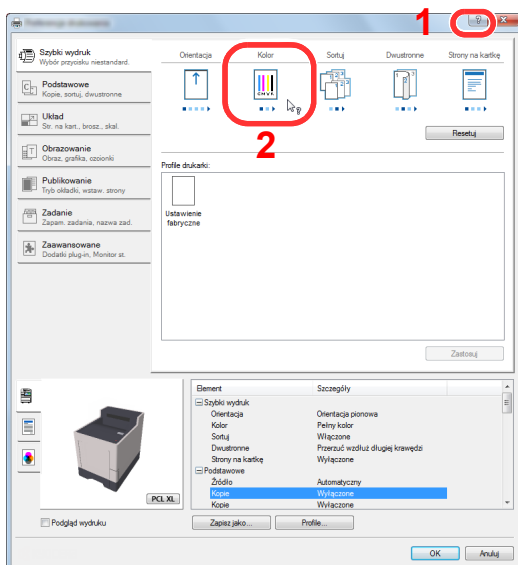 1
?
X
2
Szybki wydruk
Wybór przycisku niestandard.
Podstawowe
Kopie, sortuj, dwustronne
Układ
Str. na kart., brosz., skal.
Obrazowanie
Obraz, grafika, czcionki
Publikowanie
Tryb okładki, wstaw. strony
Zadanie
Zapam. zadania, nazwa zad.
Zaawansowane
Dodatki plug-in, Monitor st.
Orientacja Kolor Sortuj Dwustronne Strony na kartkę
CMYK
Resetuj
Profile drukarki:
Ustawienie
fabryczne
Zastosuj
PCL XL
Podgląd wydruku
Element Szczegóły
Szybki wydruk
Orientacja Orientacja pionowa
Kolor Pełny kolor
Sortuj Włączone
Dwustronne Przerzuć wzdłuż długiej krawędzi
Strony na kartkę Wyłączone
Podstawowe
Źródło Automatyczny
Kopie Wyłączone
Kopie Wyłączone
Zapisz jako... Profile...
OK Anuluj